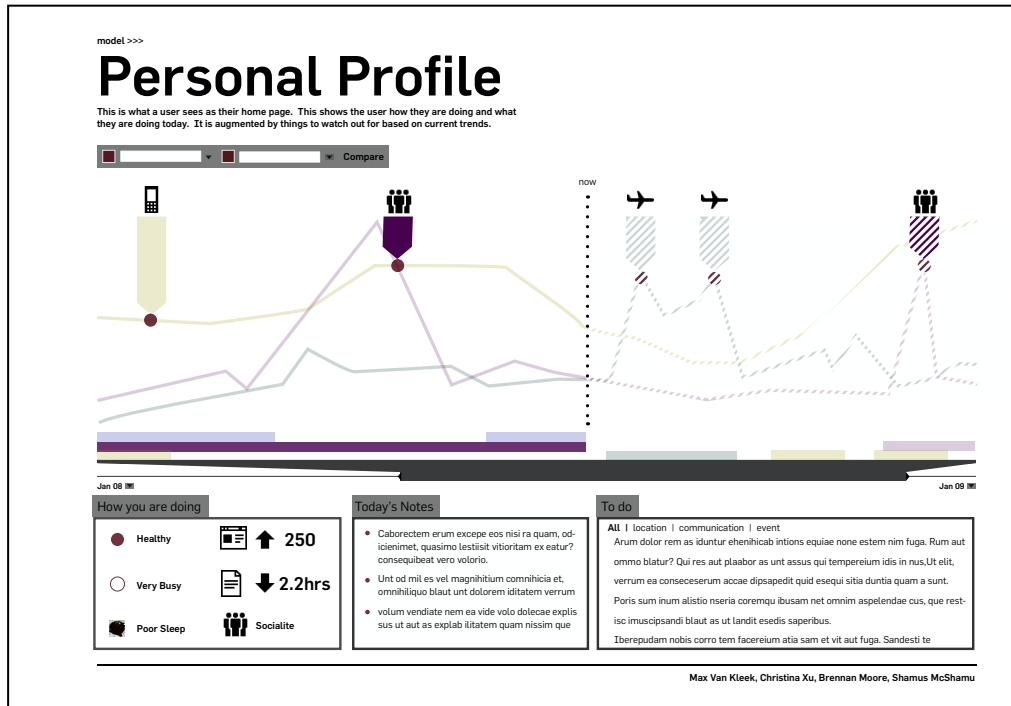 model >>>
Personal Profile
This is what a user sees as their home page. This shows the user how they are doing and what
they are doing today. It is augmented by things to watch out for based on current trends.
Compare
now
Jan 08
Jan 09
How you are doing
Healthy
250
Very Busy
2.2hrs
Poor Sleep
Socialite
Today's Notes
Caborectem erum excepe eos nisi ra quam, od-
icienimet, quasimo lestiisit vitioritam ex eatur?
consequibeat vero volorio.
Unt od mil es vel magnihitium comnihicia et,
omnihiliquo blaut unt dolorem iditatem verrum
volum vendiate nem ea vide volo dolecae explis
sus ut aut as explab ilitatem quam nissim que
To do
All | location | communication | event
Arum dolor rem as iduntur ehenihicab intions equiae none estem nim fuga. Rum aut
ommo blatur? Qui res aut plaabor as unt assus qui tempereium idis in nus,Ut elit,
verrum ea conseceserum accae dipsapedit quid esequi sitia duntia quam a sunt.
Poris sum inum alistio nseria coremqu ibusam net omnim aspelendae cus, que rest-
isc imuscipsandi blaut as ut landit esedis saperibus.
Iberepudam nobis corro tem facereium atia sam et vit aut fuga. Sandesti te
Max Van Kleek, Christina Xu, Brennan Moore, Shamus McShamu